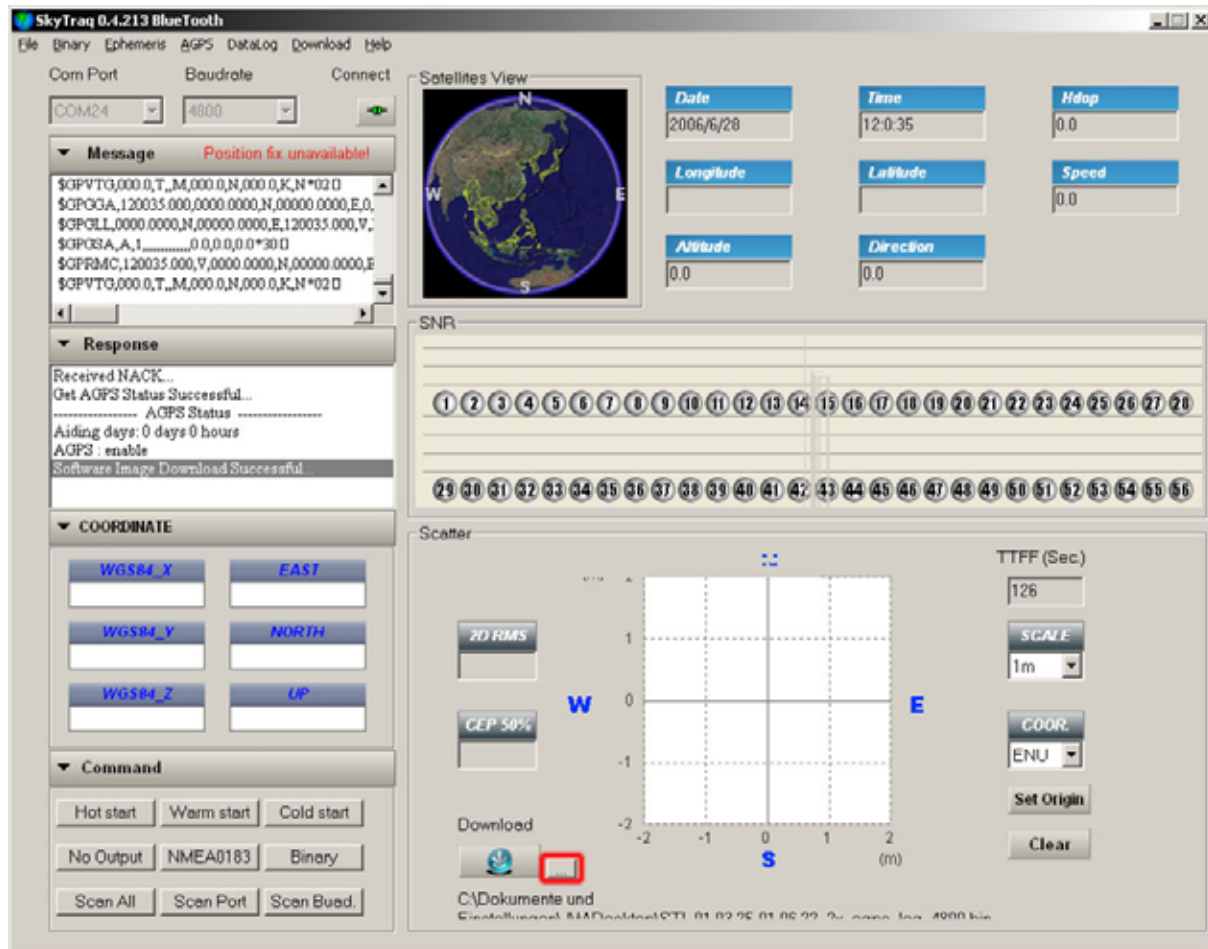 SkyTraq 0.4.213 BlueTooth
File Binary Ephemeris AGPS DataLog Download Help
Com Port Baudrate Connect
COM24 4800
Message Position fix unavailable!
$GPVTG,000.0,T,,M,000.0,N,000.0,K,N*02
$GPGGA,120035.000,0000.0000,N,00000.0000,E,0,
$GPGLL,0000.0000,N,00000.0000,E,120035.000,V,
$GPGSA,A,1,,,,,,,,,,,,,0.0,0.0,0.0*30
$GPRMC,120035.000,V,0000.0000,N,00000.0000,E
$GPVTG,000.0,T,,M,000.0,N,000.0,K,N*02
Response
Received NACK...
Get AGPS Status Successful...
----------------- AGPS Status -----------------
Aiding days: 0 days 0 hours
AGPS : enable
Software Image Download Successful...
COORDINATE
WGS84_X EAST
WGS84_Y NORTH
WGS84_Z UP
Command
Hot start Warm start Cold start
No Output NMEA0183 Binary
Scan All Scan Port Scan Buad.
Satellites View
N
W E
S
Date Time Hdop
2006/6/28 12:0:35 0.0
Longitude Latitude Speed
0.0
Altitude Direction
0.0 0.0
SNR
1 2 3 4 5 6 7 8 9 10 11 12 13 14 15 16 17 18 19 20 21 22 23 24 25 26 27 28
29 30 31 32 33 34 35 36 37 38 39 40 41 42 43 44 45 46 47 48 49 50 51 52 53 54 55 56
Scatter
TTFF (Sec.)
126
2D RMS
CEP 50%
2
1
0
-1
-2
-2 -1 0 1 2
(m)
W E
S
SCALE
1m
COOR.
ENU
Set Origin
Clear
Download
...
C:\Dokumente und